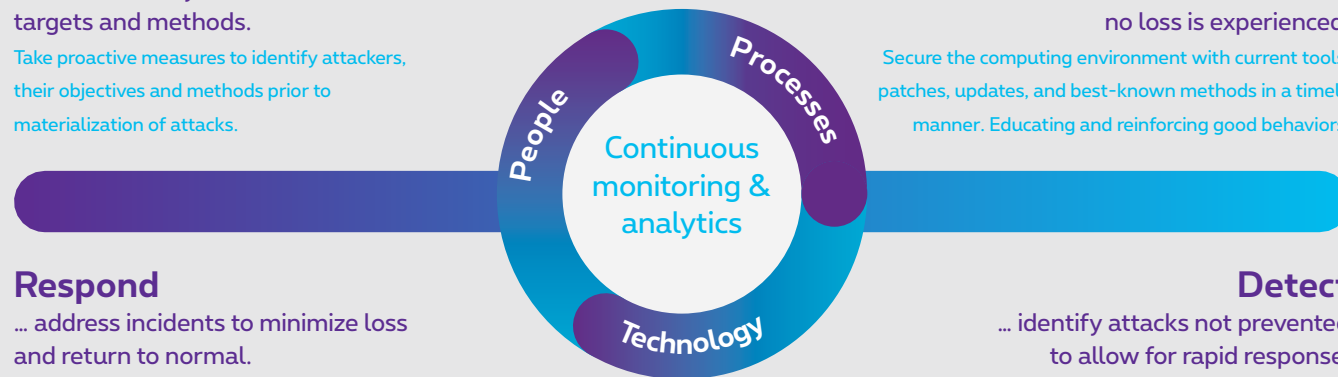 targets and methods.
Take proactive measures to identify attackers,
their objectives and methods prior to
materialization of attacks.
People
Processes
Technology
Continuous
monitoring &
analytics
no loss is experienced
Secure the computing environment with current tools
patches, updates, and best-known methods in a timel
manner. Educating and reinforcing good behavior
Respond
... address incidents to minimize loss
and return to normal.
Detect
... identify attacks not prevented
to allow for rapid response